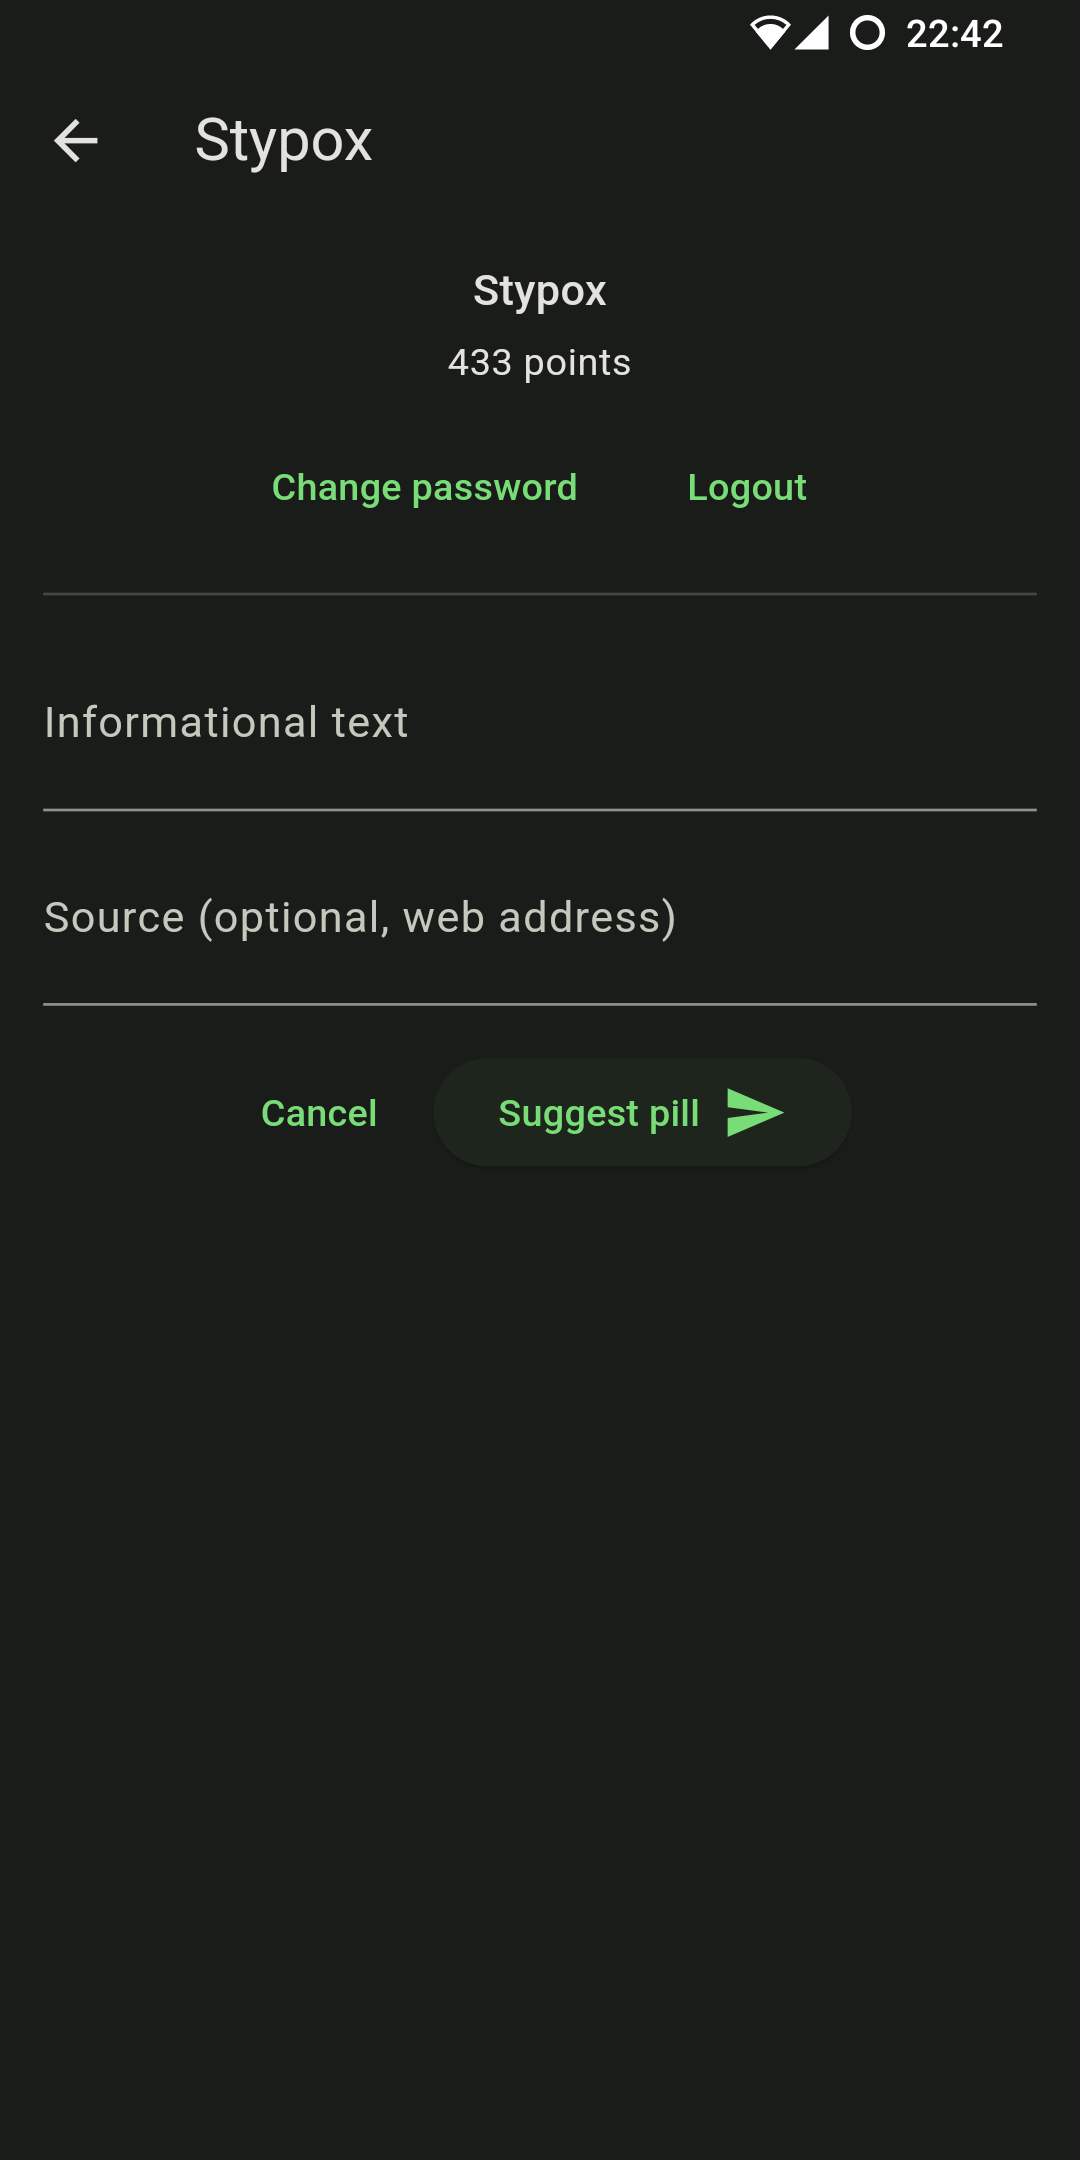 22:42
Stypox
Stypox
433 points
Change password Logout
Informational text
Source (optional, web address)
Cancel Suggest pill